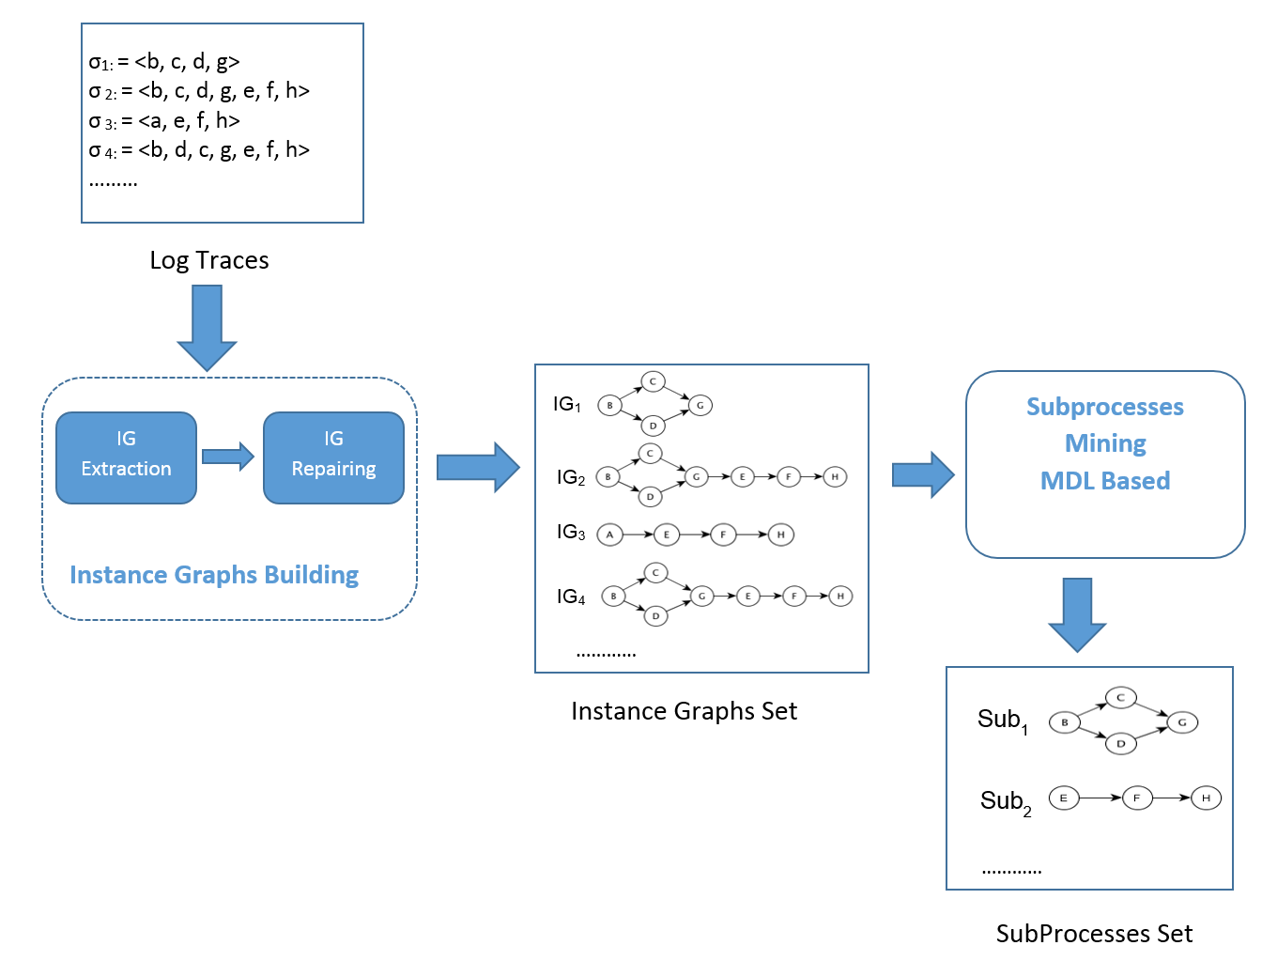 σ1: = <b, c, d, g>
σ 2: = <b, c, d, g, e, f, h>
σ 3: = <a, e, f, h>
σ 4: = <b, d, c, g, e, f, h>
.........
Log Traces
IG
Extraction
IG
Repairing
Instance Graphs Building
IG1
B
C
D
G
IG2
B
C
D
G
E
F
H
IG3
A
E
F
H
IG4
B
C
D
G
E
F
H
............
Instance Graphs Set
Subprocesses
Mining
MDL Based
Sub1
B
C
D
G
Sub2
E
F
H
............
SubProcesses Set